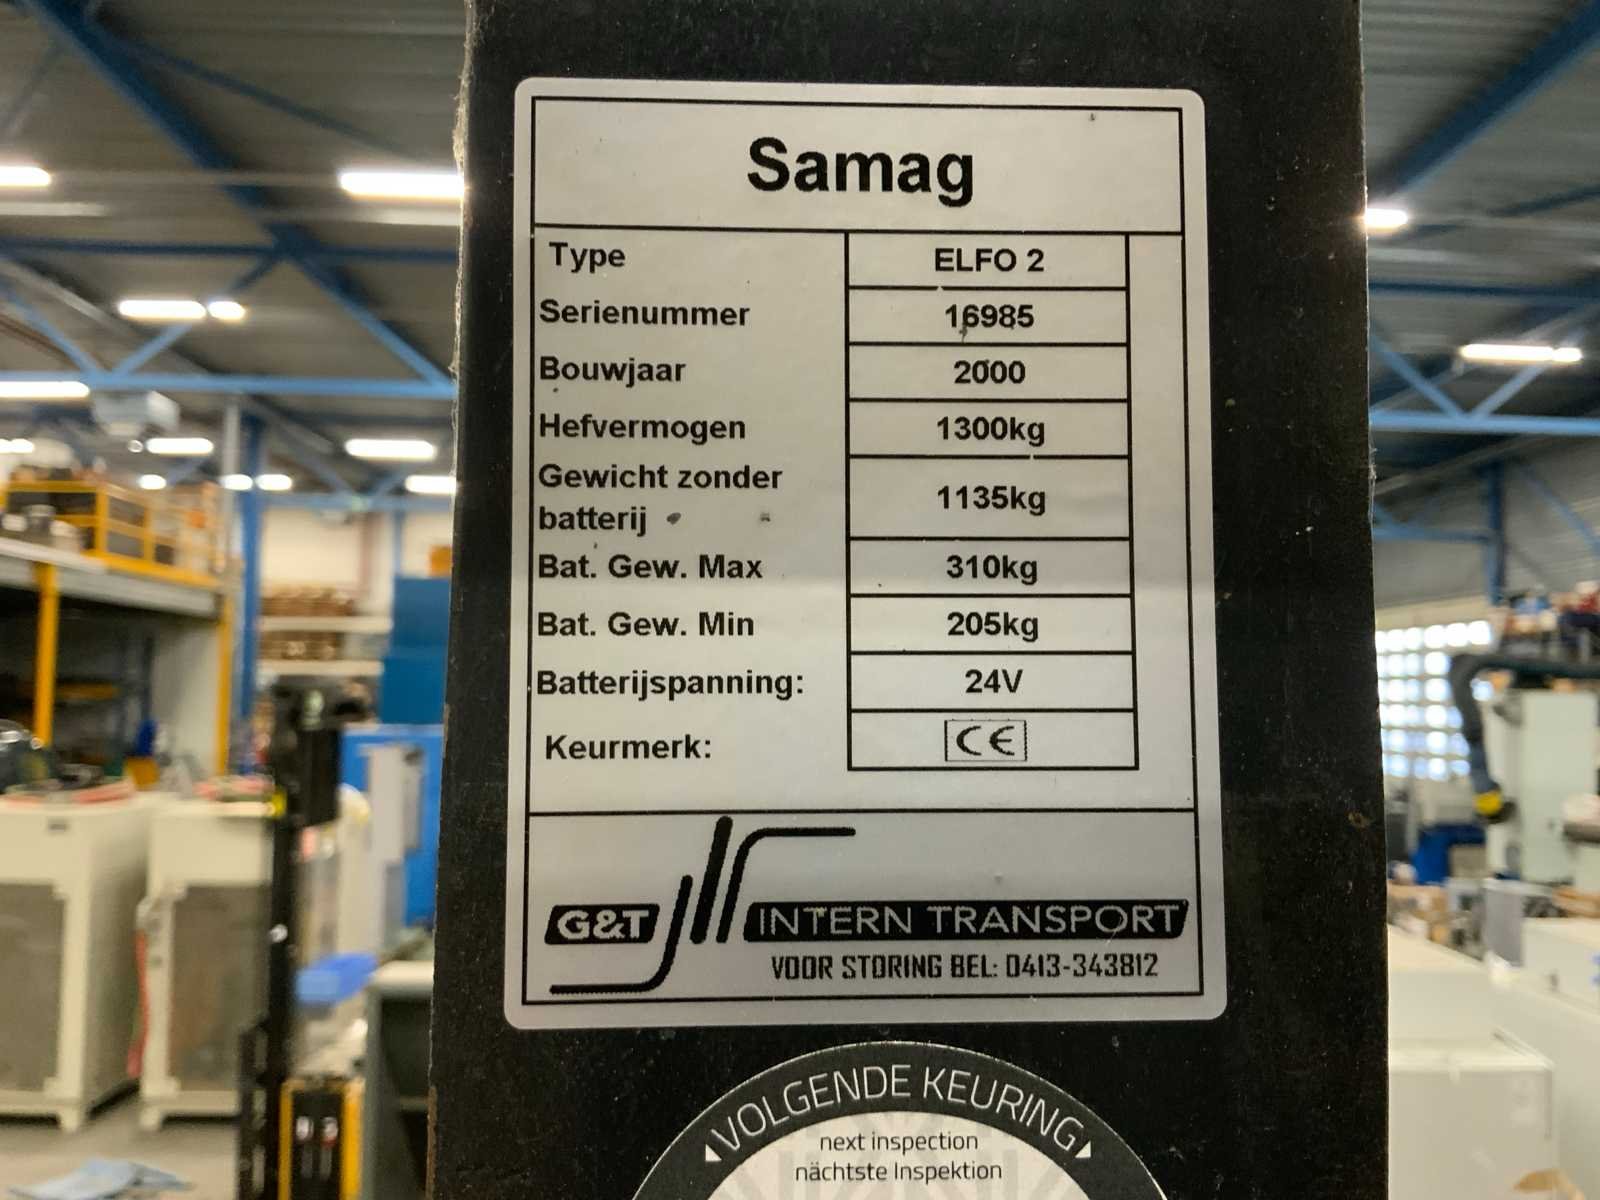 Samag
Type ELFO 2
Serienummer 16985
Bouwjaar 2000
Hefvermogen 1300kg
Gewicht zonder
batterij 1135kg
Bat. Gew. Max 310kg
Bat. Gew. Min 205kg
Batterijspanning: 24V
Keurmerk: CE
G&T INTERN TRANSPORT
VOOR STORING BEL: 0413-343812
VOLGENDE KEURING
next inspection
nächtste Inspektion